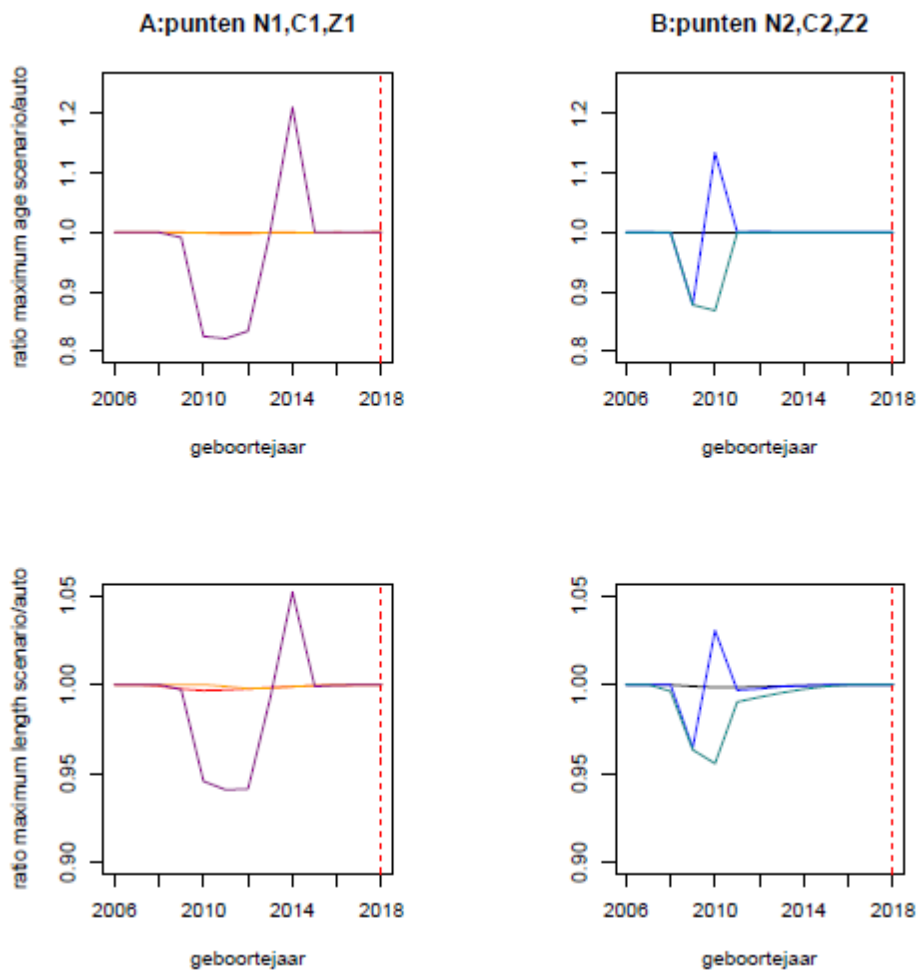 A:punten N1,C1,Z1
B:punten N2,C2,Z2
ratio maximum age scenario/auto
1.2
1.1
1.0
0.9
0.8
2006 2010 2014 2018
geboortejaar
1.2
1.1
1.0
0.9
0.8
2006 2010 2014 2018
geboortejaar
ratio maximum length scenario/auto
1.05
1.00
0.95
0.90
2006 2010 2014 2018
geboortejaar
1.05
1.00
0.95
0.90
2006 2010 2014 2018
geboortejaar